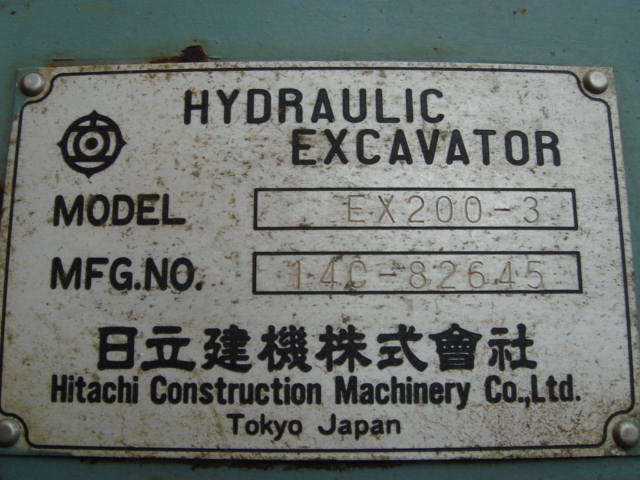 HYDRAULIC
EXCAVATOR
MODEL EX200-3
MFG.NO. 14C-82645
日立建機株式會社
Hitachi Construction Machinery Co.,Ltd.
Tokyo Japan